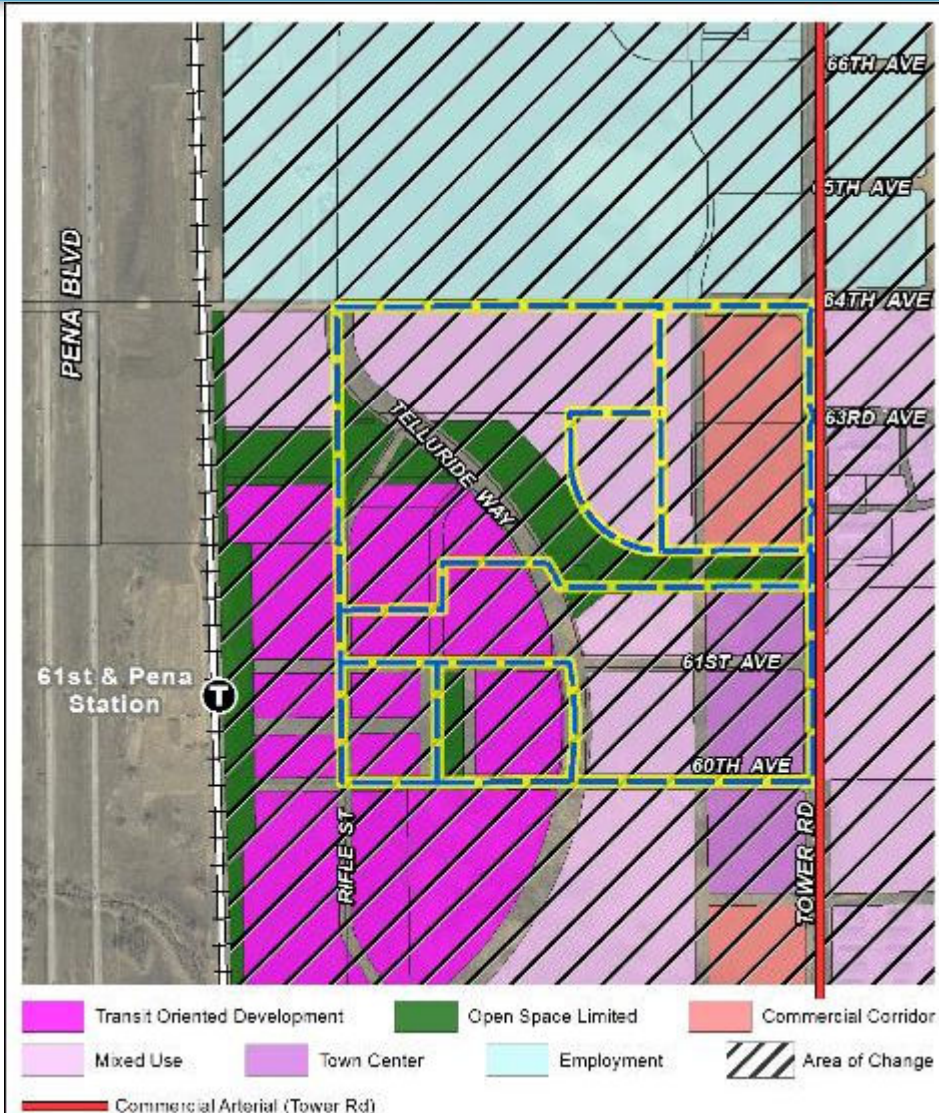 66TH AVE
5TH AVE
PENA BLVD
64TH AVE
63RD AVE
TELLURIDE WAY
61st & Pena
Station
T
61ST AVE
60TH AVE
RIFLE ST
TOWER RD
Transit Oriented Development
Open Space Limited
Commercial Corridor
Mixed Use
Town Center
Employment
Area of Change
Commercial Arterial (Tower Rd)